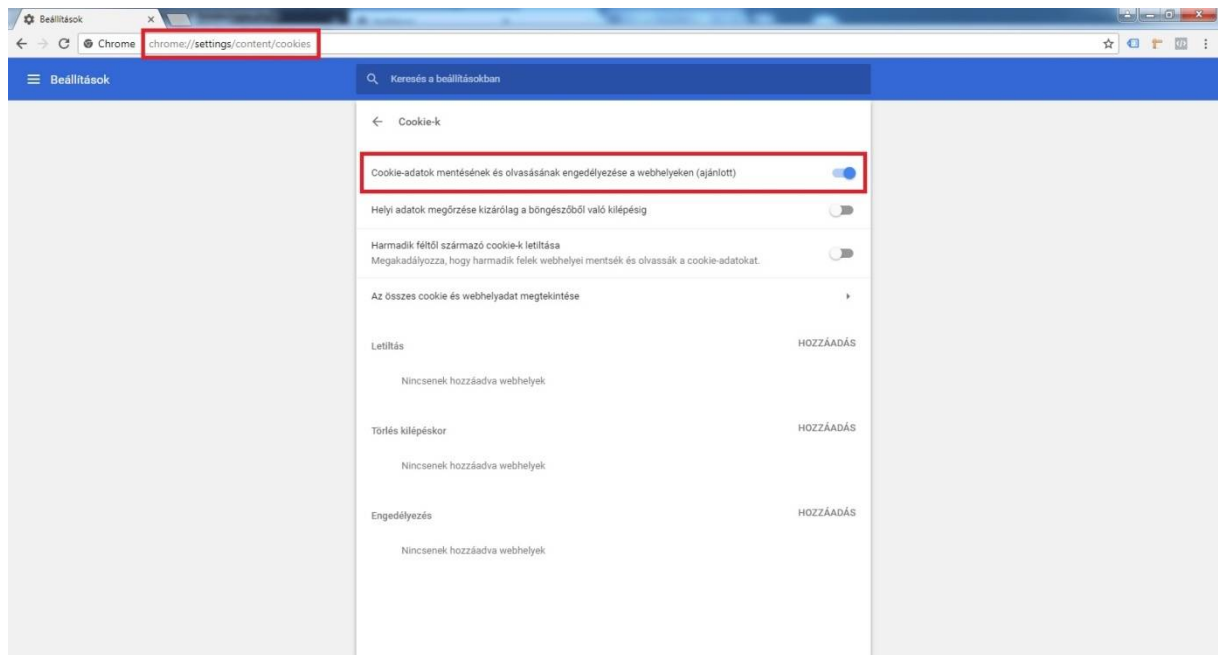 Beállítások
Chrome chrome://settings/content/cookies
Beállítások
Keresés a beállításokban
Cookie-k
Cookie-adatok mentésének és olvasásának engedélyezése a webhelyeken (ajánlott)
Helyi adatok megőrzése kizárólag a böngészőből való kilépésig
Harmadik féltől származó cookie-k letiltása
Megakadályozza, hogy harmadik felek webhelyei mentsék és olvassák a cookie-adatokat.
Az összes cookie és webhelyadat megtekintése
Letiltás HOZZÁADÁS
Nincsenek hozzáadva webhelyek
Törlés kilépéskor HOZZÁADÁS
Nincsenek hozzáadva webhelyek
Engedélyezés HOZZÁADÁS
Nincsenek hozzáadva webhelyek